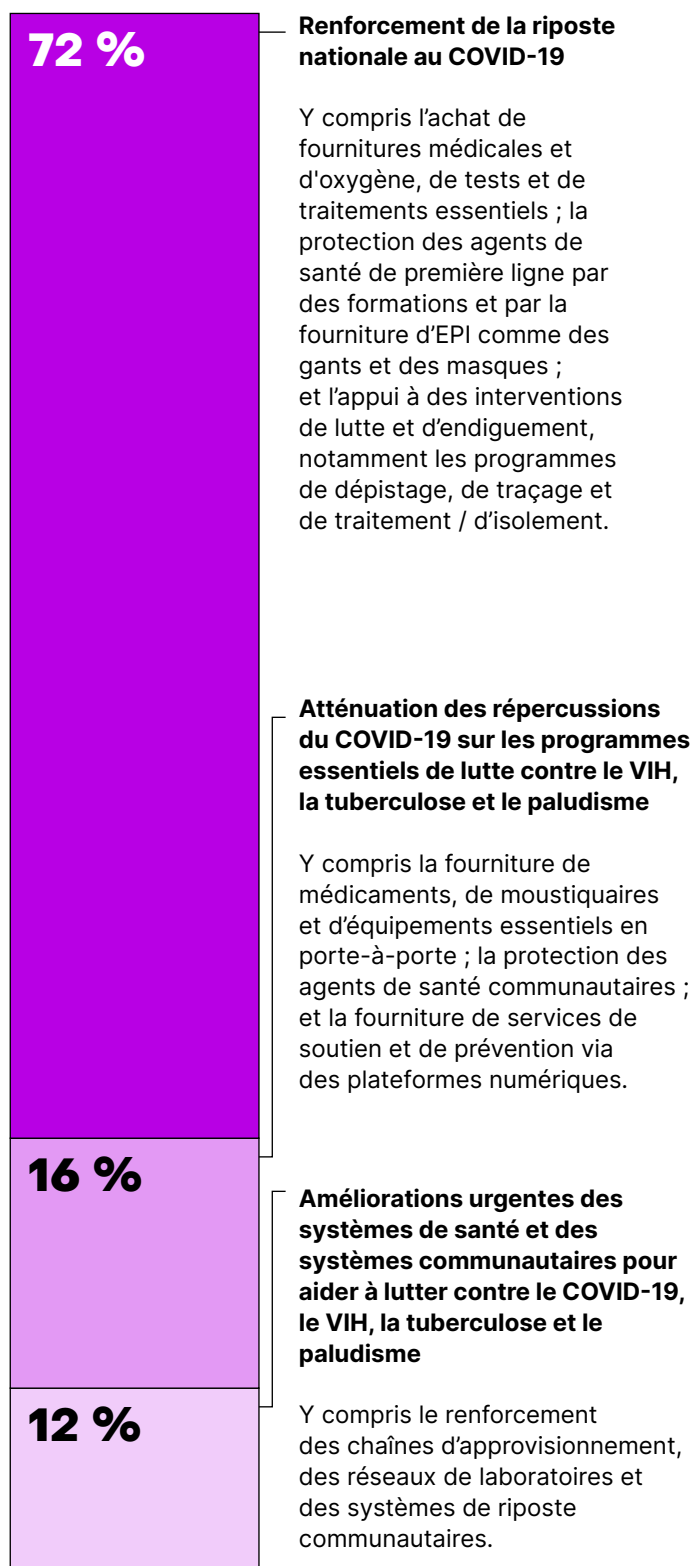 72 %
Renforcement de la riposte
nationale au COVID-19
Y compris l’achat de
fournitures médicales et
d'oxygène, de tests et de
traitements essentiels ; la
protection des agents de
santé de première ligne par
des formations et par la
fourniture d’EPI comme des
gants et des masques ;
et l’appui à des interventions
de lutte et d’endiguement,
notamment les programmes
de dépistage, de traçage et
de traitement / d’isolement.
16 %
Atténuation des répercussions
du COVID-19 sur les programmes
essentiels de lutte contre le VIH,
la tuberculose et le paludisme
Y compris la fourniture de
médicaments, de moustiquaires
et d’équipements essentiels en
porte-à-porte ; la protection des
agents de santé communautaires ;
et la fourniture de services de
soutien et de prévention via
des plateformes numériques.
12 %
Améliorations urgentes des
systèmes de santé et des
systèmes communautaires pour
aider à lutter contre le COVID-19,
le VIH, la tuberculose et le
paludisme
Y compris le renforcement
des chaînes d’approvisionnement,
des réseaux de laboratoires et
des systèmes de riposte
communautaires.